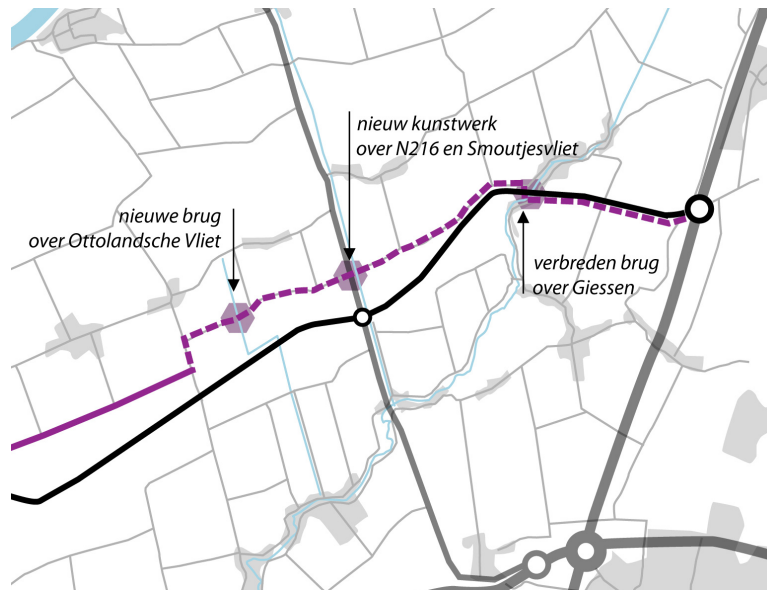 nieuw kunstwerk
over N216 en Smoutjesvliet
nieuwe brug
over Ottolandsche Vliet
verbreden brug
over Giessen